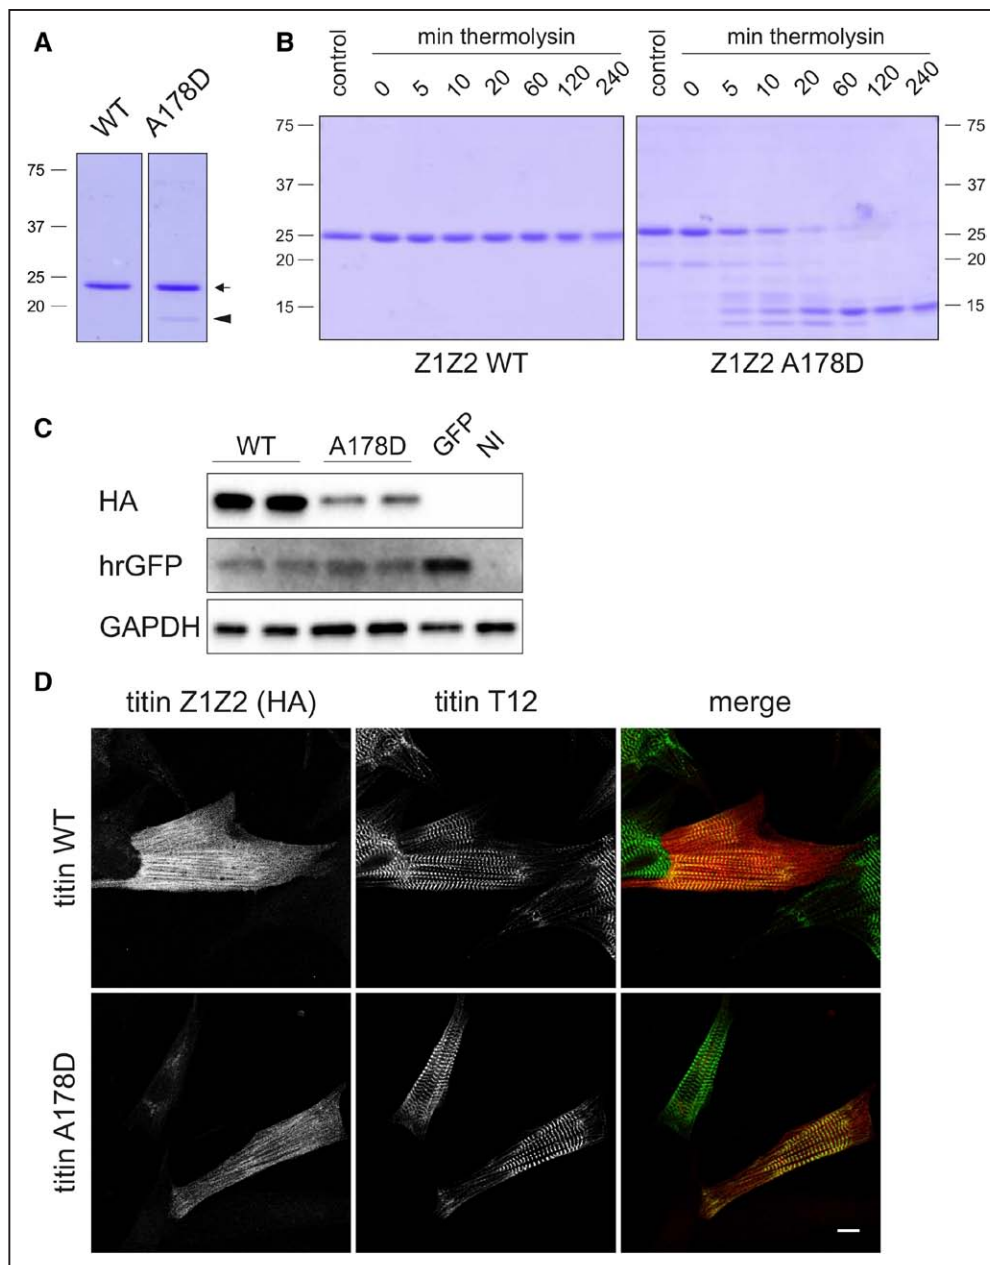 A
WT
A178D
75
37
25
20
B
control
min thermolysin
0
5
10
20
60
120
240
75
37
25
20
15
Z1Z2 WT
control
min thermolysin
0
5
10
20
60
120
240
75
37
25
20
15
Z1Z2 A178D
C
WT
A178D
GFP
NI
HA
hrGFP
GAPDH
D
titin Z1Z2 (HA)
titin T12
merge
titin WT
titin A178D